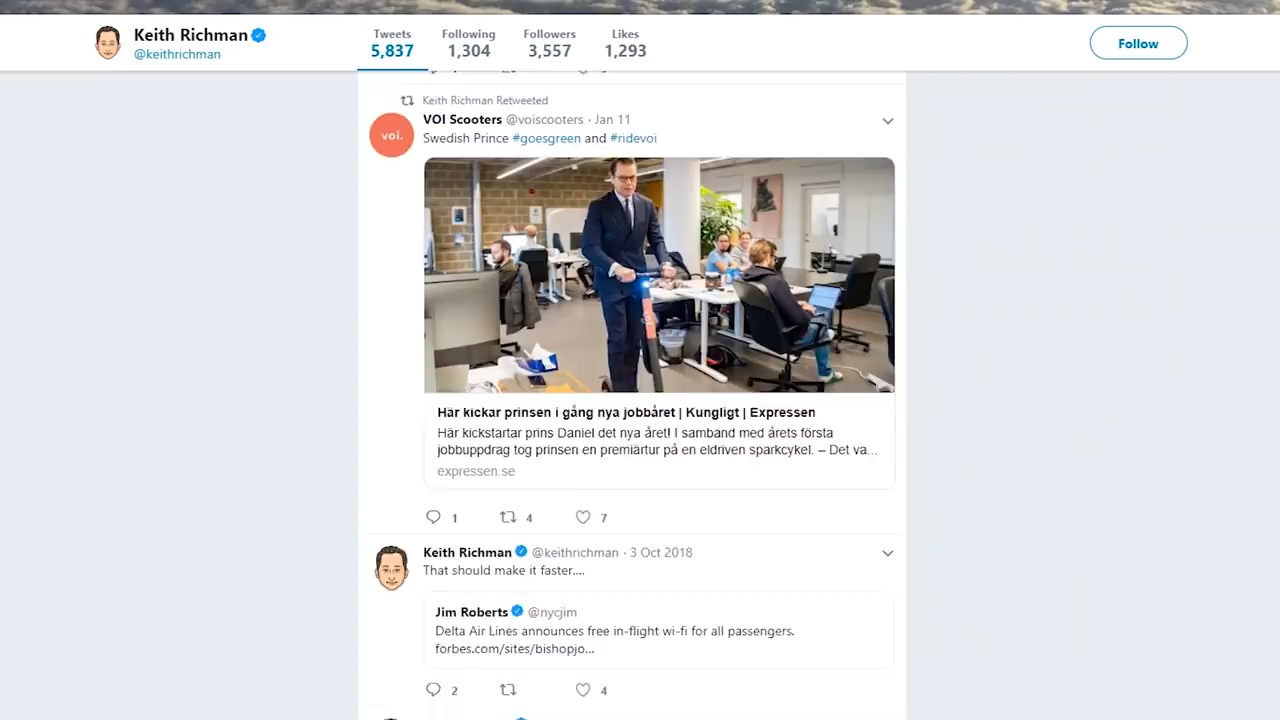 Keith Richman
@keithrichman
Tweets
5,837
Following
1,304
Followers
3,557
Likes
1,293
Follow
Keith Richman Retweeted
VOI Scooters @voiscooters · Jan 11
voi.
Swedish Prince #goesgreen and #ridevoi
Här kickar prinsen i gång nya jobbåret | Kungligt | Expressen
Här kickstartar prins Daniel det nya året! I samband med årets första
jobbuppdrag tog prinsen en premiärtur på en eldriven sparkcykel. – Det va...
expressen.se
1 4 7
Keith Richman @keithrichman · 3 Oct 2018
That should make it faster....
Jim Roberts @nycjim
Delta Air Lines announces free in-flight wi-fi for all passengers.
forbes.com/sites/bishopjo...
2 4